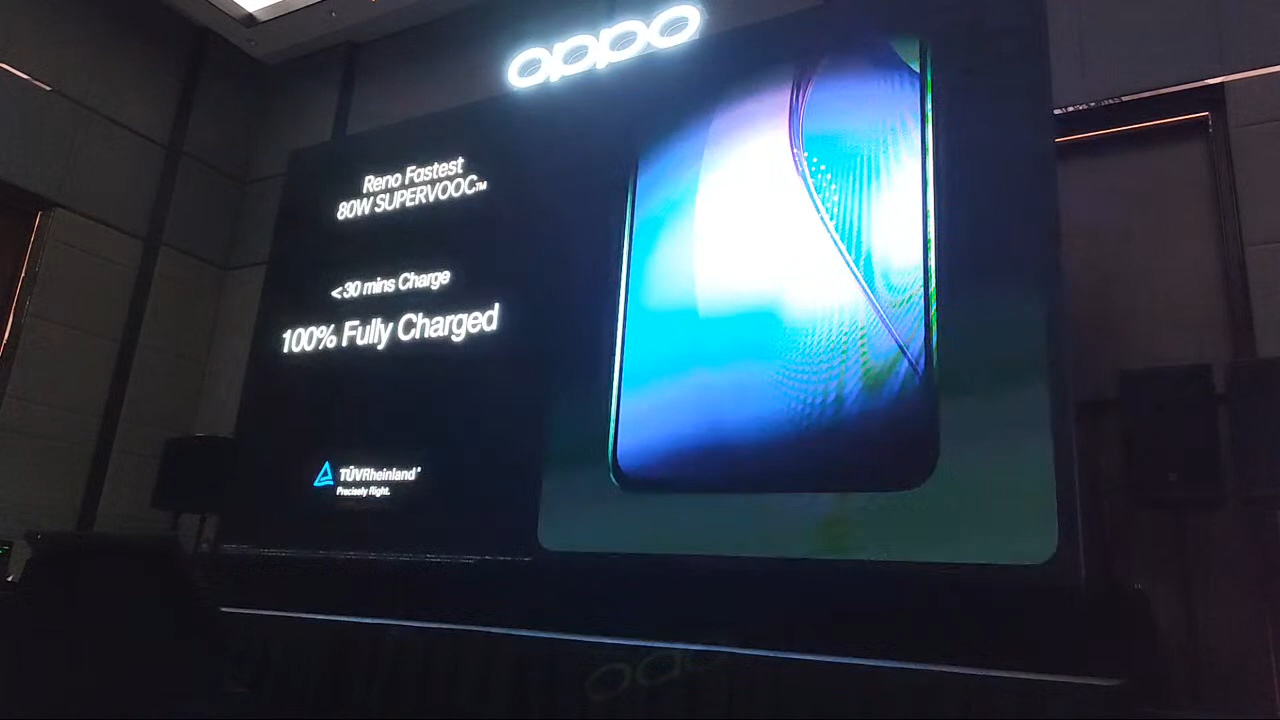 oppo
Reno Fastest
80W SUPERVOOC™
<30 mins Charge
100% Fully Charged
TÜVRheinland®
Precisely Right.